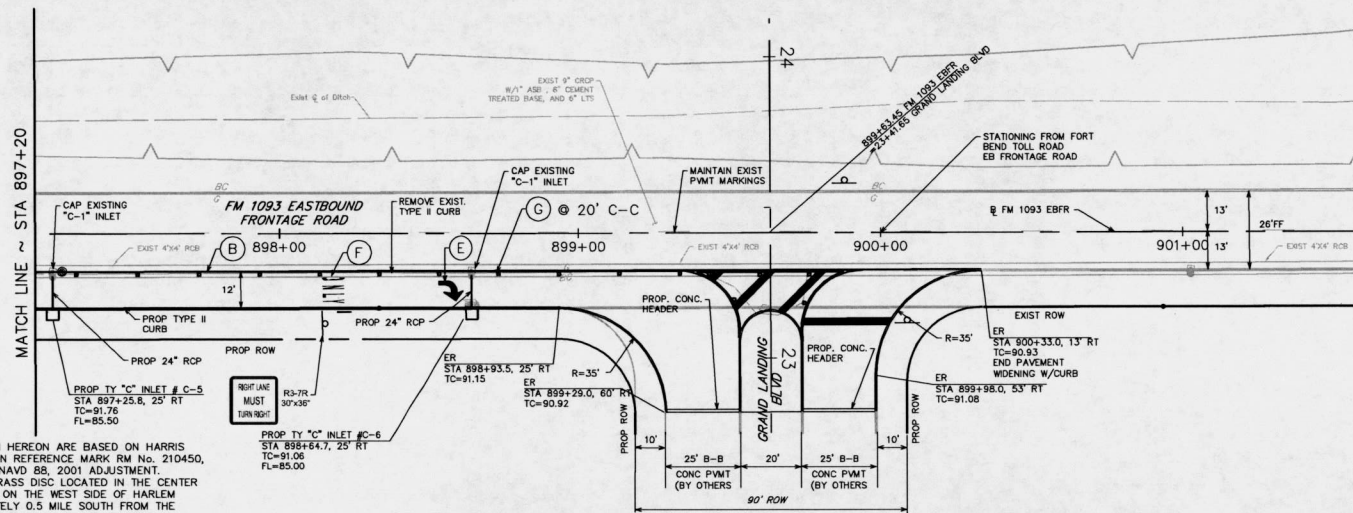 MATCH LINE ~ STA 897+20
24
EXIST 9" CRCP
W/1" ASB , 8" CEMENT
TREATED BASE, AND 6" LTS
Exist ℄ of Ditch
899+63.45 FM 1093 EBFR
=23+41.65 GRAND LANDING BLVD
STATIONING FROM FORT
BEND TOLL ROAD
EB FRONTAGE ROAD
CAP EXISTING
"C-1" INLET
BC
G
FM 1093 EASTBOUND
FRONTAGE ROAD
REMOVE EXIST.
TYPE II CURB
CAP EXISTING
"C-1" INLET
G @ 20' C-C
MAINTAIN EXIST
PVMT MARKINGS
BC
G
℄ FM 1093 EBFR
13'
26'FF
13'
EXIST 4'X4' RCB
B
898+00
F
E
899+00
EXIST 4'X4' RCB
900+00
901+00
EXIST 4'X4' RCB
12'
ONLY
PROP TYPE II
CURB
PROP 24" RCP
PROP 24" RCP
PROP ROW
PROP. CONC.
HEADER
EXIST ROW
R=35'
R=35'
PROP TY "C" INLET # C-5
STA 897+25.8, 25' RT
TC=91.76
FL=85.50
RIGHT LANE
MUST
TURN RIGHT
R3-7R
30"x36"
PROP TY "C" INLET #C-6
STA 898+64.7, 25' RT
TC=91.06
FL=85.00
ER
STA 898+93.5, 25' RT
TC=91.15
ER
STA 899+29.0, 60' RT
TC=90.92
GRAND LANDING
BLVD
23
PROP. CONC.
HEADER
ER
STA 900+33.0, 13' RT
TC=90.93
END PAVEMENT
WIDENING W/CURB
ER
STA 899+98.0, 53' RT
TC=91.08
PROP ROW
PROP ROW
10'
25' B-B
20'
25' B-B
10'
CONC PVMT
(BY OTHERS
CONC PVMT
(BY OTHERS
90' ROW
HEREON ARE BASED ON HARRIS
N REFERENCE MARK RM No. 210450,
NAVD 88, 2001 ADJUSTMENT.
RASS DISC LOCATED IN THE CENTER
ON THE WEST SIDE OF HARLEM
TELY 0.5 MILE SOUTH FROM THE